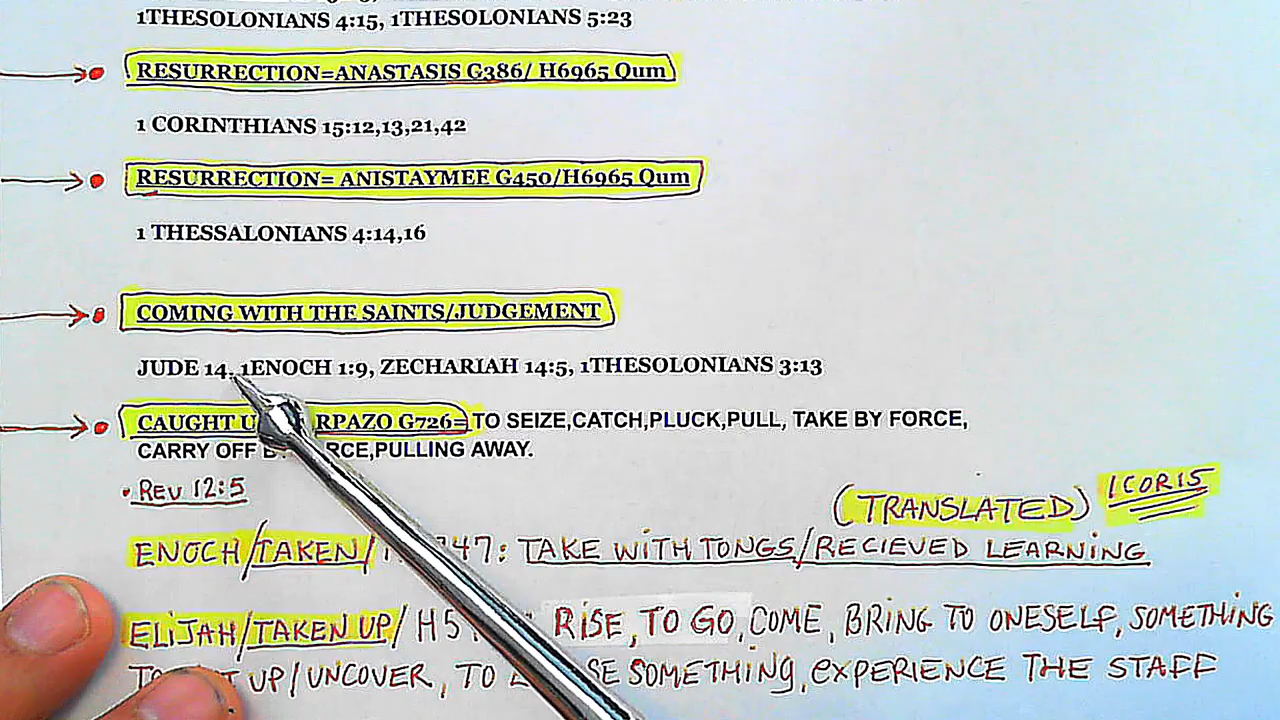 1THESOLONIANS 4:15, 1THESOLONIANS 5:23
RESURRECTION=ANASTASIS G386/ H6965 Qum
1 CORINTHIANS 15:12,13,21,42
RESURRECTION= ANISTAYMEE G450/H6965 Qum
1 THESSALONIANS 4:14,16
COMING WITH THE SAINTS/JUDGEMENT
JUDE 14, 1ENOCH 1:9, ZECHARIAH 14:5, 1THESOLONIANS 3:13
CAUGHT RPAZO G726= TO SEIZE,CATCH,PLUCK,PULL, TAKE BY FORCE,
CARRY OFF RCE,PULLING AWAY.
• REV 12:5
(TRANSLATED) 1COR15
ENOCH/TAKEN/ 47: TAKE WITH TONGS/RECIEVED LEARNING
ELIJAH/TAKEN UP/H5 RISE, TO GO, COME, BRING TO ONESELF, SOMETHING
UP/UNCOVER, TO SE SOMETHING, EXPERIENCE THE STAFF